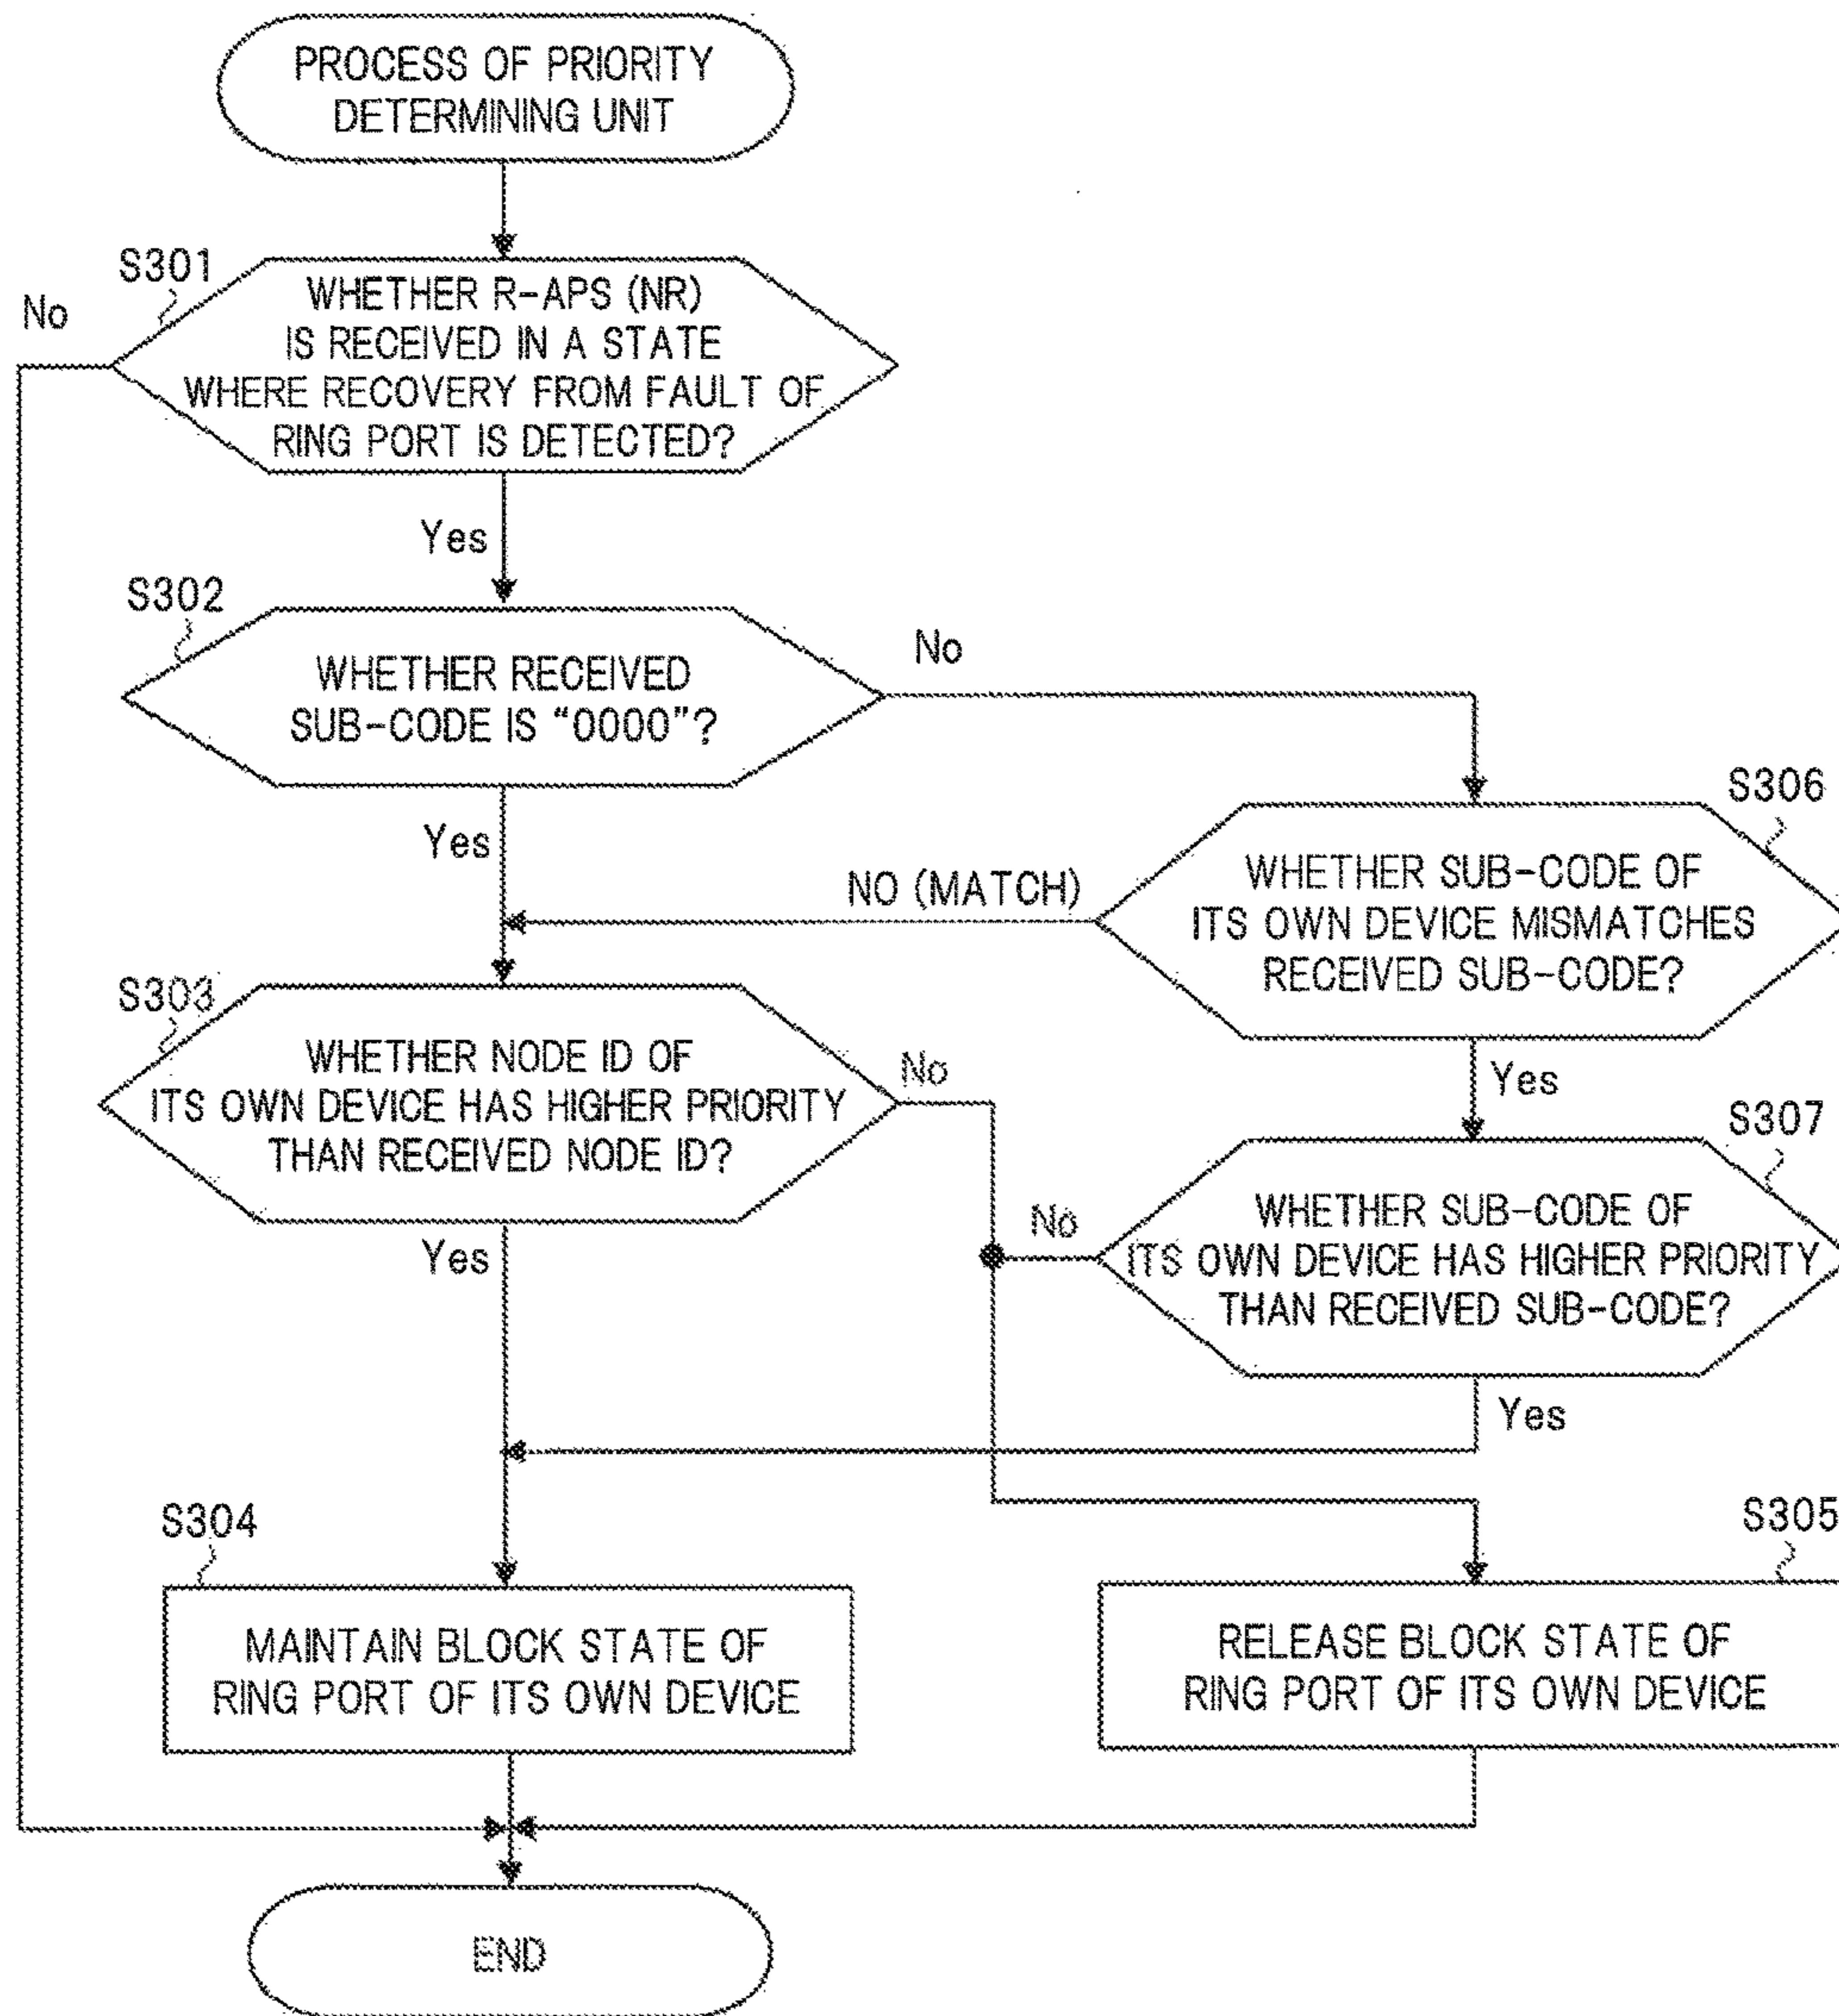 PROCESS OF PRIORITY
DETERMINING UNIT
S301
No
WHETHER R-APS (NR)
IS RECEIVED IN A STATE
WHERE RECOVERY FROM FAULT OF
RING PORT IS DETECTED?
Yes
S302
No
WHETHER RECEIVED
SUB-CODE IS “0000”?
Yes
S306
NO (MATCH)
WHETHER SUB-CODE OF
ITS OWN DEVICE MISMATCHES
RECEIVED SUB-CODE?
Yes
S303
No
WHETHER NODE ID OF
ITS OWN DEVICE HAS HIGHER PRIORITY
THAN RECEIVED NODE ID?
Yes
S307
No
WHETHER SUB-CODE OF
ITS OWN DEVICE HAS HIGHER PRIORITY
THAN RECEIVED SUB-CODE?
Yes
S304
MAINTAIN BLOCK STATE OF
RING PORT OF ITS OWN DEVICE
S305
RELEASE BLOCK STATE OF
RING PORT OF ITS OWN DEVICE
END